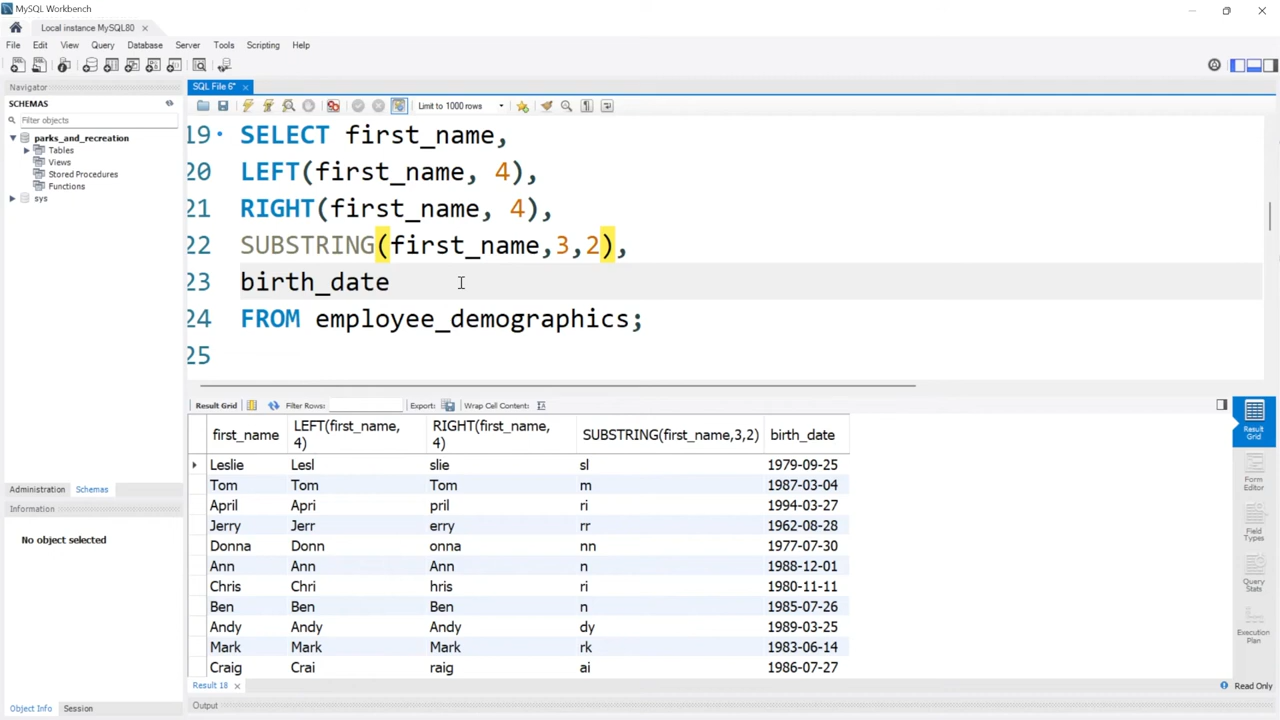 MySQL Workbench
Local instance MySQL80
File Edit View Query Database Server Tools Scripting Help
Navigator
SQL File 6*
SCHEMAS
Limit to 1000 rows
Filter objects
parks_and_recreation
Tables
Views
Stored Procedures
Functions
sys
19 SELECT first_name,
20 LEFT(first_name, 4),
21 RIGHT(first_name, 4),
22 SUBSTRING(first_name,3,2),
23 birth_date
24 FROM employee_demographics;
25
Result Grid Filter Rows: Export: Wrap Cell Content:
first_name LEFT(first_name, 4) RIGHT(first_name, 4) SUBSTRING(first_name,3,2) birth_date
Leslie Lesl slie sl 1979-09-25
Tom Tom Tom m 1987-03-04
April Apri pril ri 1994-03-27
Jerry Jerr erry rr 1962-08-28
Donna Donn onna nn 1977-07-30
Ann Ann Ann n 1988-12-01
Chris Chri hris ri 1980-11-11
Ben Ben Ben n 1985-07-26
Andy Andy Andy dy 1989-03-25
Mark Mark Mark rk 1983-06-14
Craig Crai raig ai 1986-07-27
Result Grid
Form Editor
Field Types
Query Stats
Execution Plan
Administration Schemas
Information
No object selected
Result 18
Read Only
Object Info Session
Output